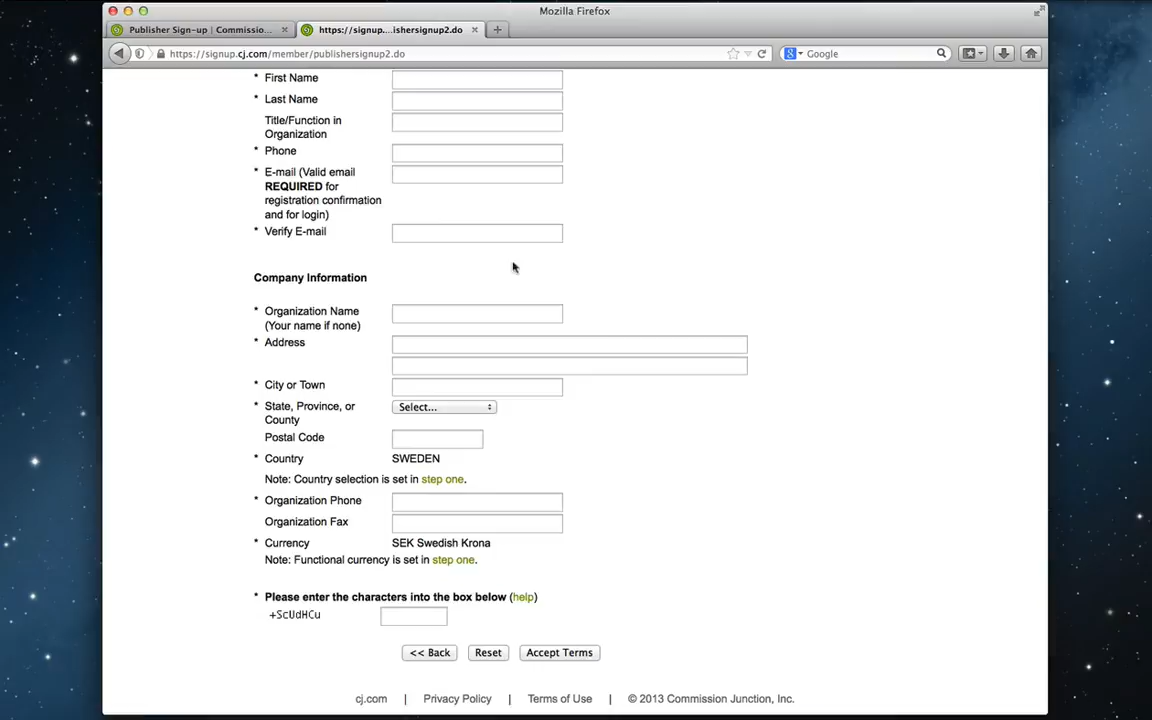 Mozilla Firefox
Publisher Sign-up | Commissio...
https://signup....ishersignup2.do
https://signup.cj.com/member/publishersignup2.do
Google
* First Name
* Last Name
Title/Function in
Organization
* Phone
* E-mail (Valid email
REQUIRED for
registration confirmation
and for login)
* Verify E-mail
Company Information
* Organization Name
(Your name if none)
* Address
* City or Town
* State, Province, or
County
Select...
Postal Code
* Country SWEDEN
Note: Country selection is set in step one.
* Organization Phone
Organization Fax
* Currency SEK Swedish Krona
Note: Functional currency is set in step one.
* Please enter the characters into the box below (help)
+ScUdHCu
<< Back Reset Accept Terms
cj.com | Privacy Policy | Terms of Use | © 2013 Commission Junction, Inc.